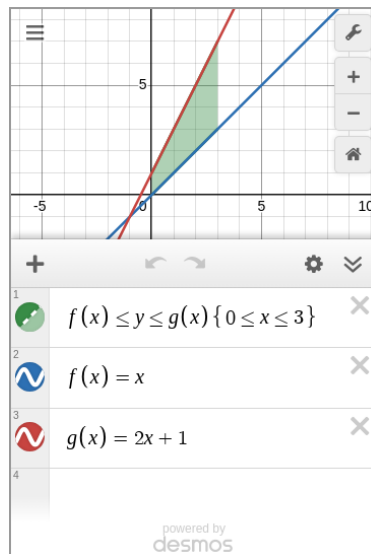 5
-5
0
5
10
1
f(x) ≤ y ≤ g(x) {0 ≤ x ≤ 3}
2
f(x) = x
3
g(x) = 2x + 1
4
powered by
desmos